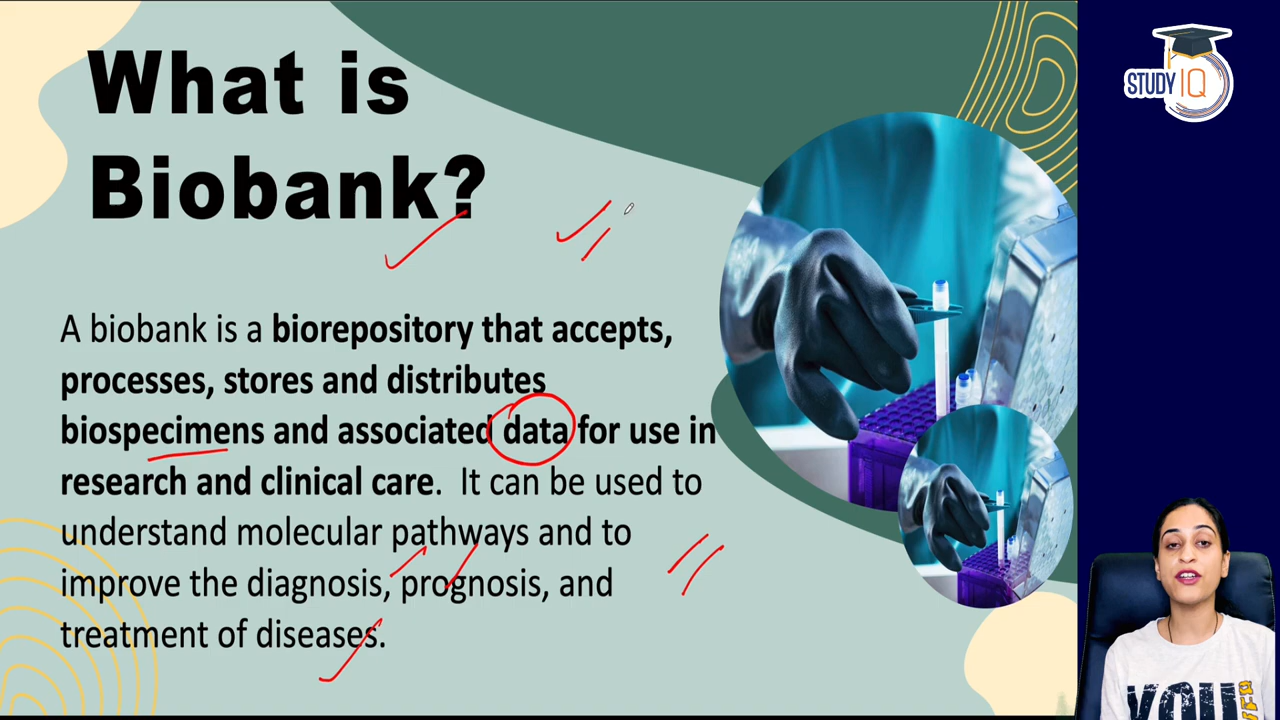 What is
Biobank?
A biobank is a biorepository that accepts,
processes, stores and distributes
biospecimens and associated data for use in
research and clinical care.  It can be used to
understand molecular pathways and to
improve the diagnosis, prognosis, and
treatment of diseases.
STUDY IQ
YOU